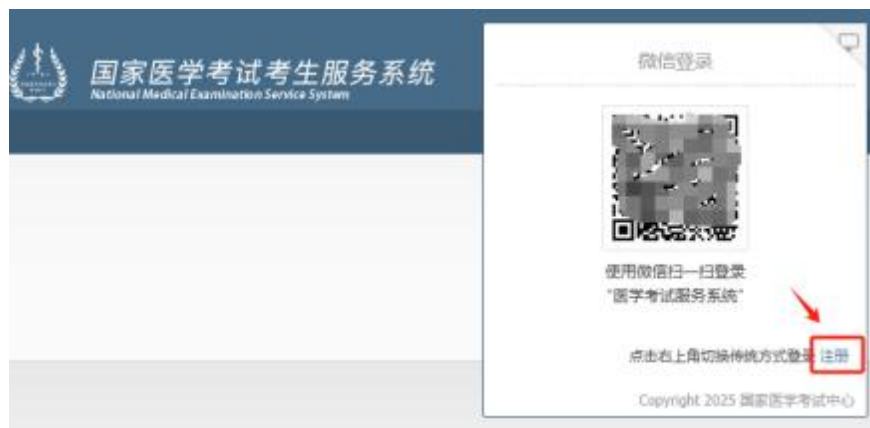 国家医学考试考生服务系统
National Medical Examination Service System
微信登录
使用微信扫一扫登录
"医学考试服务系统"
点击右上角切换传统方式登录 注册
Copyright 2025 国家医学考试中心